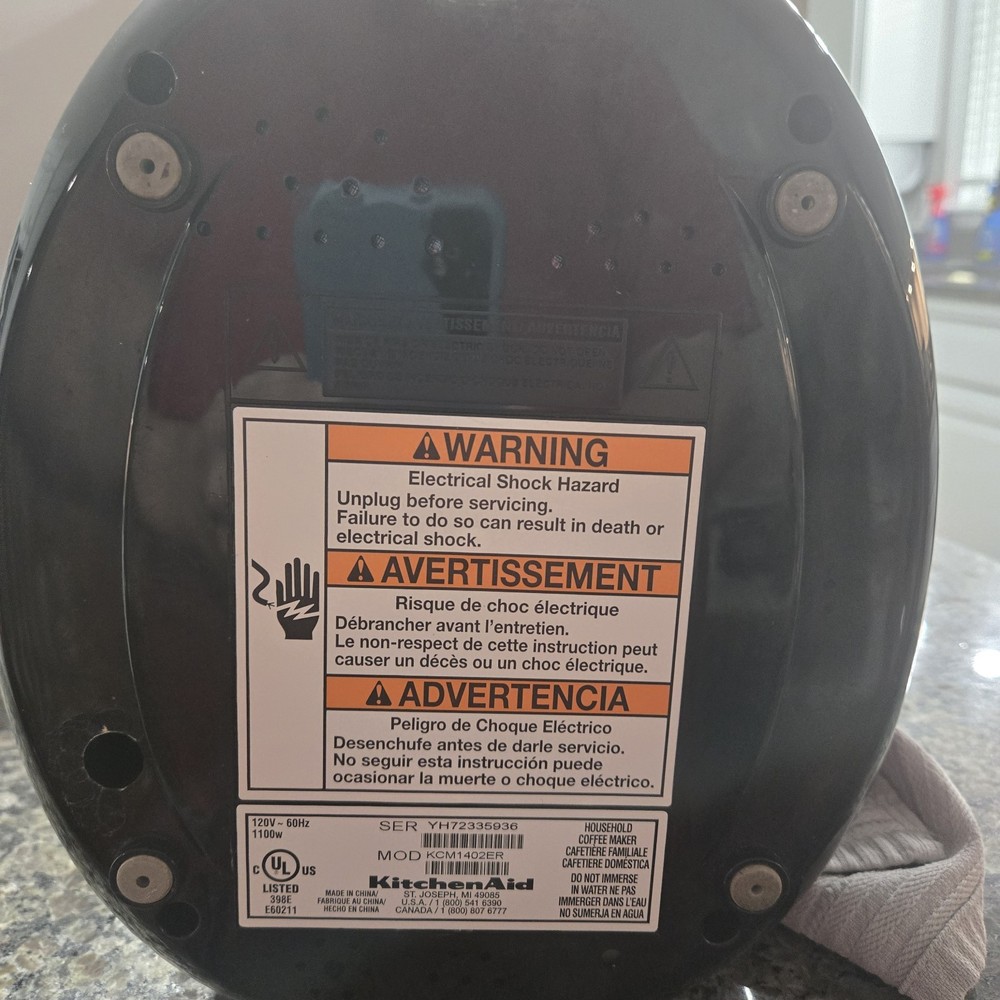 TISSEMENT/ADVERTENCIA
WARNING
Electrical Shock Hazard
Unplug before servicing.
Failure to do so can result in death or
electrical shock.
AVERTISSEMENT
Risque de choc électrique
Débrancher avant l'entretien.
Le non-respect de cette instruction peut
causer un décès ou un choc électrique.
ADVERTENCIA
Peligro de Choque Eléctrico
Desenchufe antes de darle servicio.
No seguir esta instrucción puede
ocasionar la muerte o choque eléctrico.
120V ~ 60Hz
1100w
C UL US
LISTED
398E
E60211
MADE IN CHINA/
FABRIQUE AU CHINA/
HECHO EN CHINA
SER YH72335936
MOD KCM1402ER
KitchenAid
ST. JOSEPH, MI 49085
U.S.A. / 1 (800) 541 6390
CANADA / 1 (800) 807 6777
HOUSEHOLD
COFFEE MAKER
CAFETIÈRE FAMILIALE
CAFETIERE DOMÉSTICA
DO NOT IMMERSE
IN WATER NE PAS
IMMERGER DANS L'EAU
NO SUMERJA EN AGUA